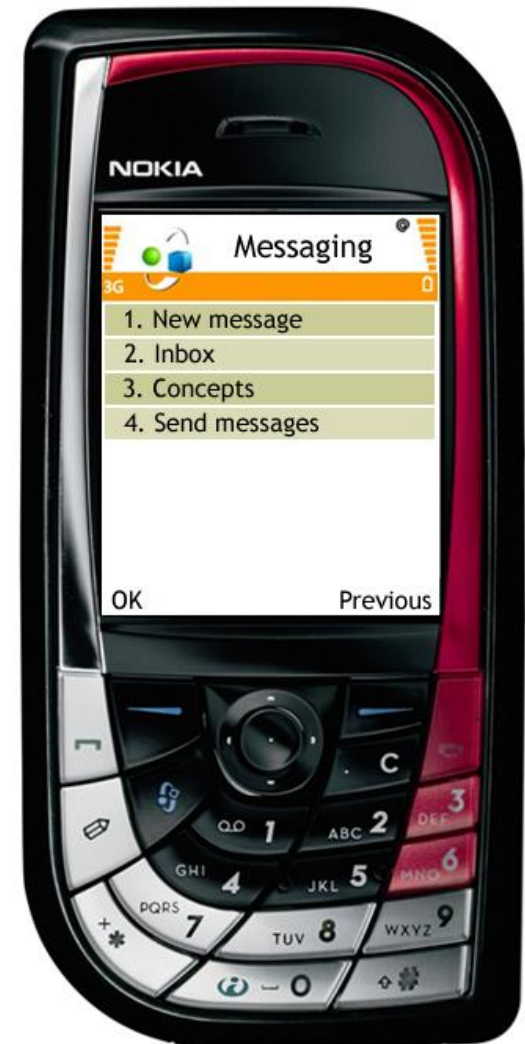 NOKIA
Messaging
3G
1. New message
2. Inbox
3. Concepts
4. Send messages
OK Previous
C
1 ABC 2 DEF 3
GHI 4 JKL 5 MNO 6
PQRS 7 TUV 8 WXYZ 9
+ * 0 #